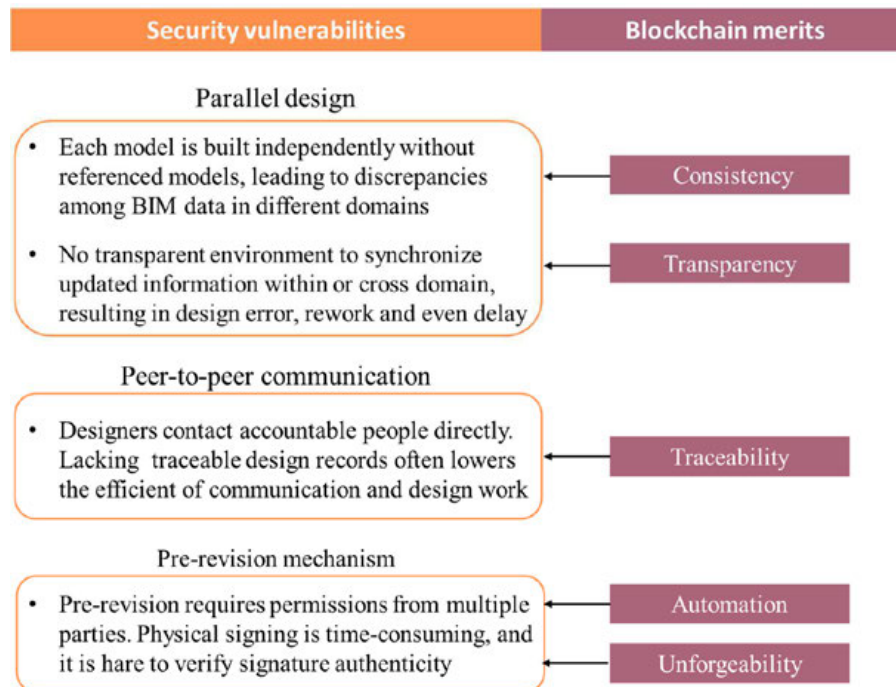 Security vulnerabilities
Blockchain merits
Parallel design
• Each model is built independently without
referenced models, leading to discrepancies
among BIM data in different domains
Consistency
• No transparent environment to synchronize
updated information within or cross domain,
resulting in design error, rework and even delay
Transparency
Peer-to-peer communication
• Designers contact accountable people directly.
Lacking traceable design records often lowers
the efficient of communication and design work
Traceability
Pre-revision mechanism
• Pre-revision requires permissions from multiple
parties. Physical signing is time-consuming, and
it is hare to verify signature authenticity
Automation
Unforgeability